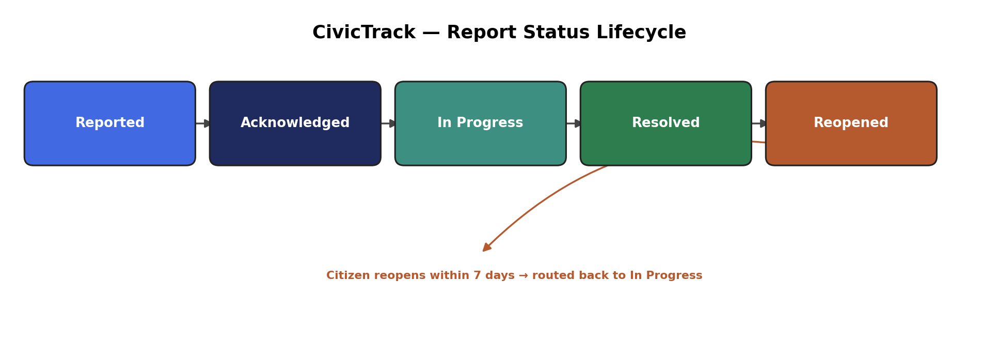 CivicTrack — Report Status Lifecycle
Reported
Acknowledged
In Progress
Resolved
Reopened
Citizen reopens within 7 days → routed back to In Progress